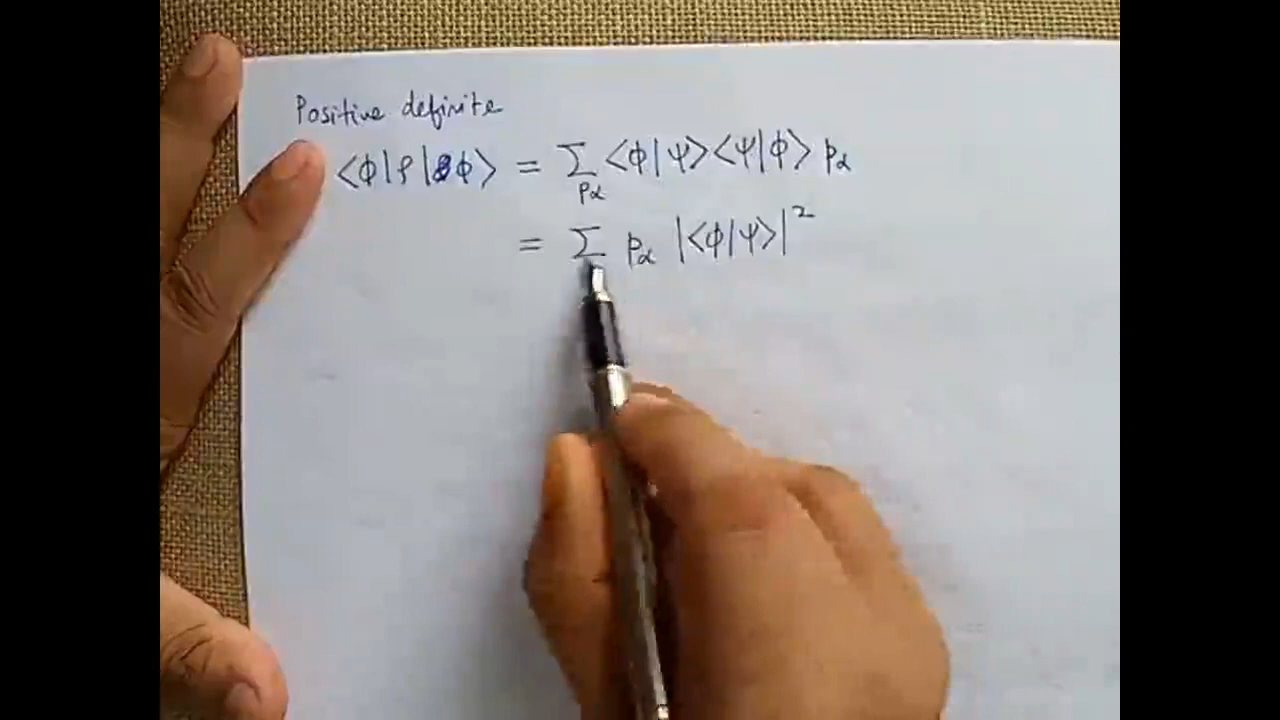 Positive definite
⟨ϕ|ρ|ϕ⟩ = Σ_{pα} ⟨ϕ|ψ⟩⟨ψ|ϕ⟩ pα
= Σ pα |⟨ϕ|ψ⟩|²